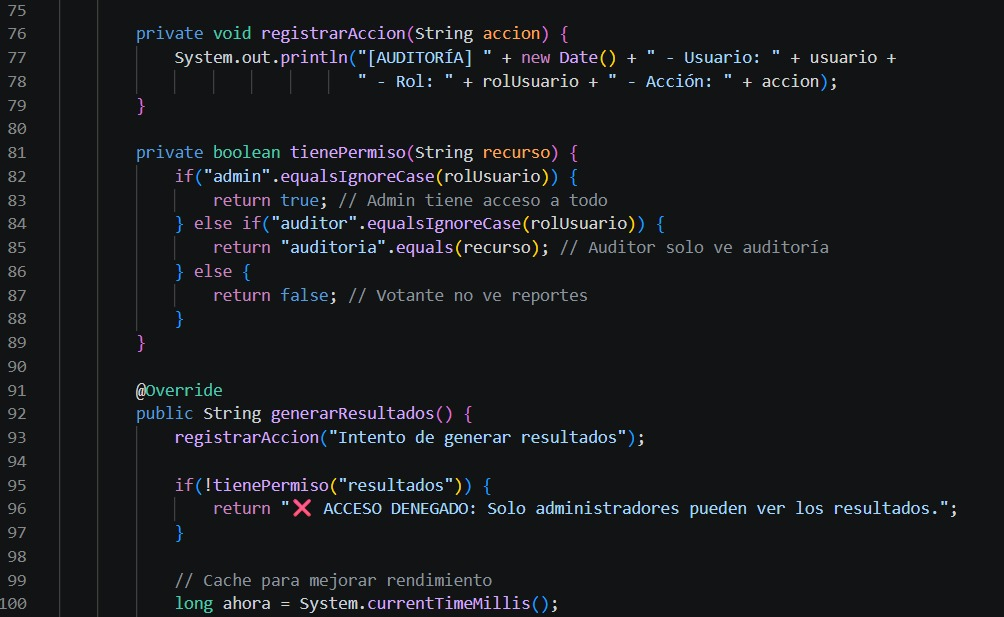 75
76 private void registrarAccion(String accion) {
77 System.out.println("[AUDITORÍA] " + new Date() + " - Usuario: " + usuario +
78 " - Rol: " + rolUsuario + " - Acción: " + accion);
79 }
80
81 private boolean tienePermiso(String recurso) {
82 if("admin".equalsIgnoreCase(rolUsuario)) {
83 return true; // Admin tiene acceso a todo
84 } else if("auditor".equalsIgnoreCase(rolUsuario)) {
85 return "auditoria".equals(recurso); // Auditor solo ve auditoría
86 } else {
87 return false; // Votante no ve reportes
88 }
89 }
90
91 @Override
92 public String generarResultados() {
93 registrarAccion("Intento de generar resultados");
94
95 if(!tienePermiso("resultados")) {
96 return "❌ ACCESO DENEGADO: Solo administradores pueden ver los resultados.";
97 }
98
99 // Cache para mejorar rendimiento
100 long ahora = System.currentTimeMillis();